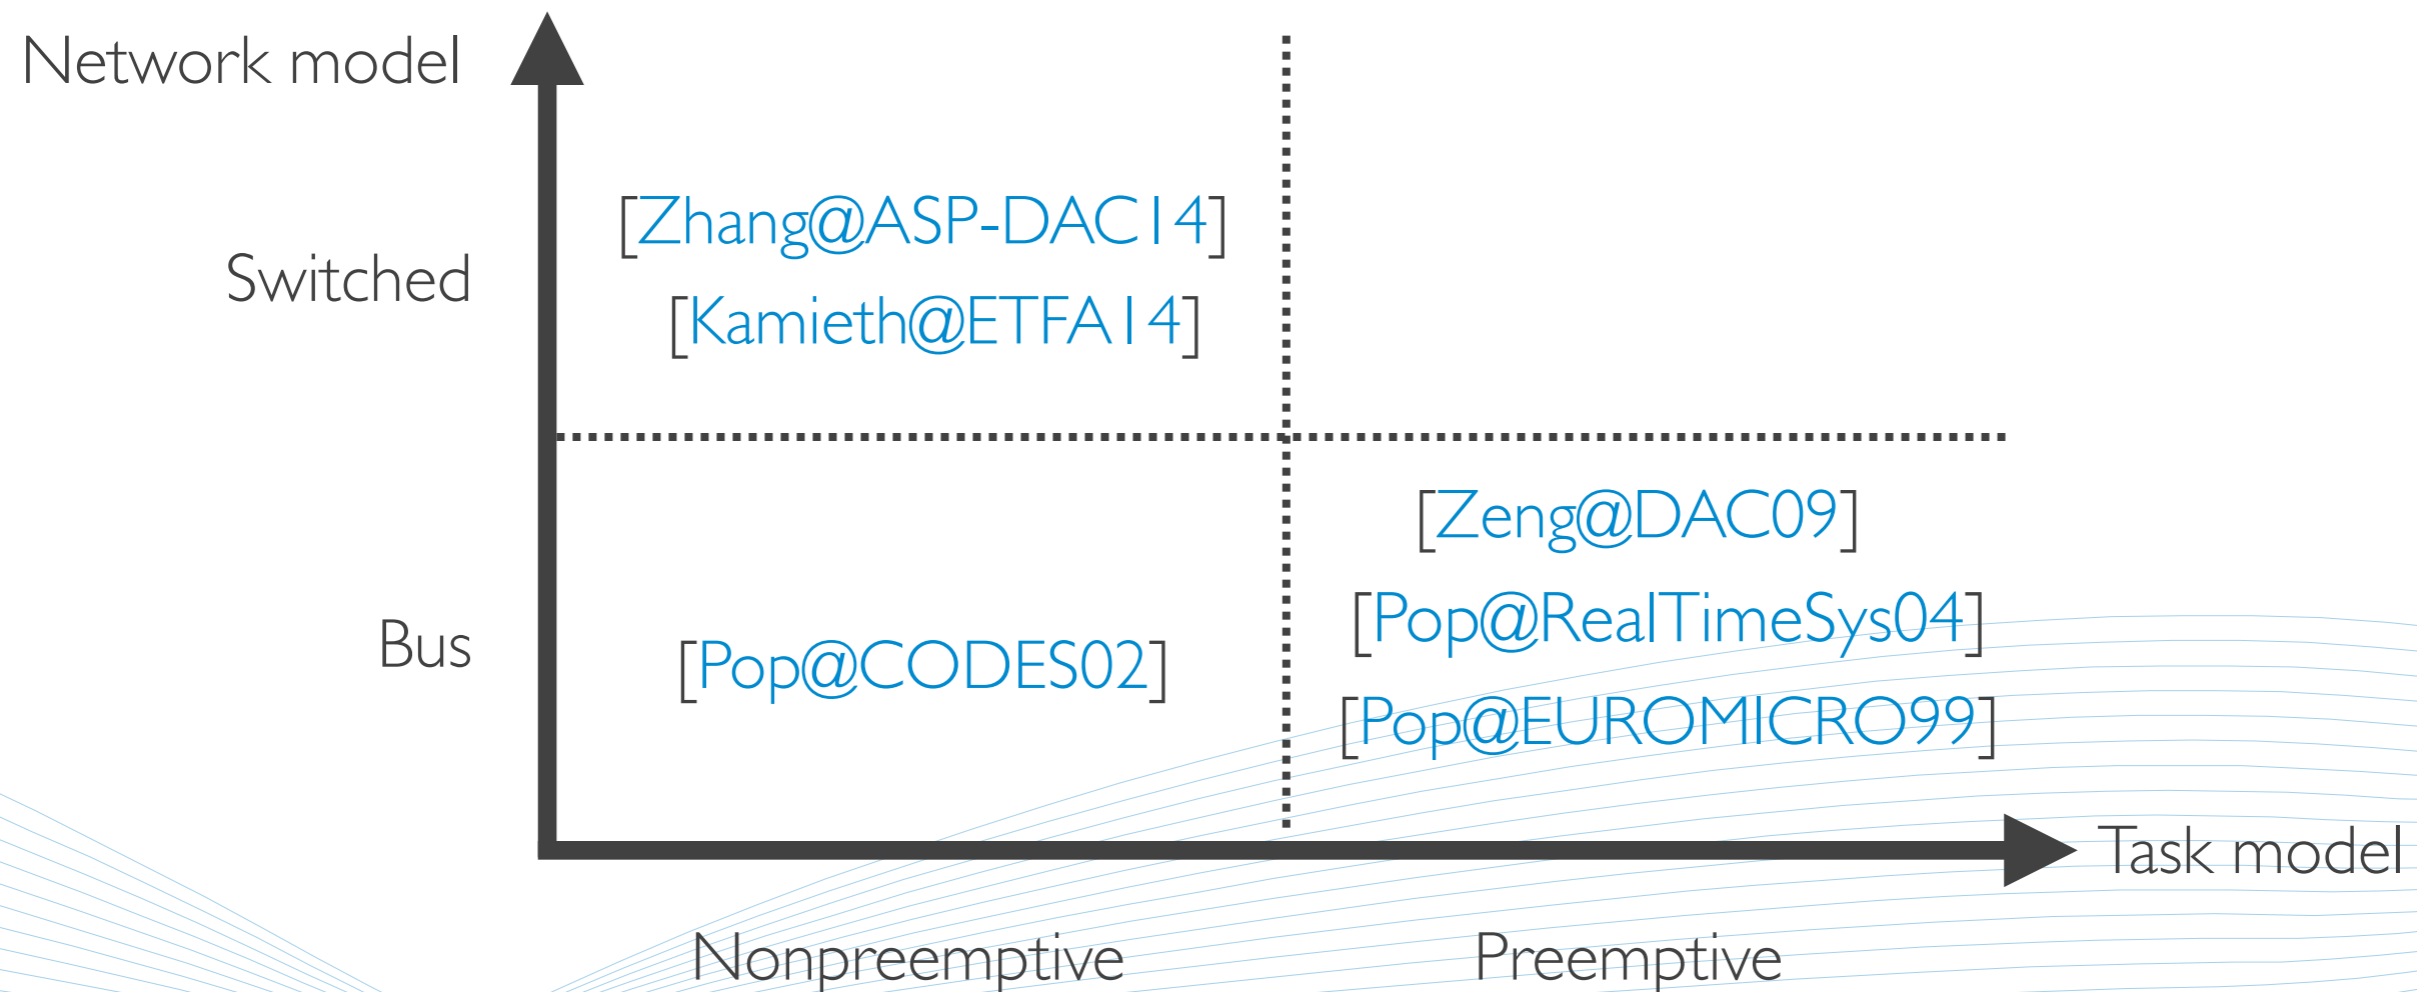 Network model
[Zhang@ASP-DAC14]
Switched
[Kamieth@ETFA14]
[Zeng@DAC09]
[Pop@RealTimeSys04]
Bus
[Pop@CODES02]
[Pop@EUROMICRO99]
Task model
Nonpreemptive
Preemptive